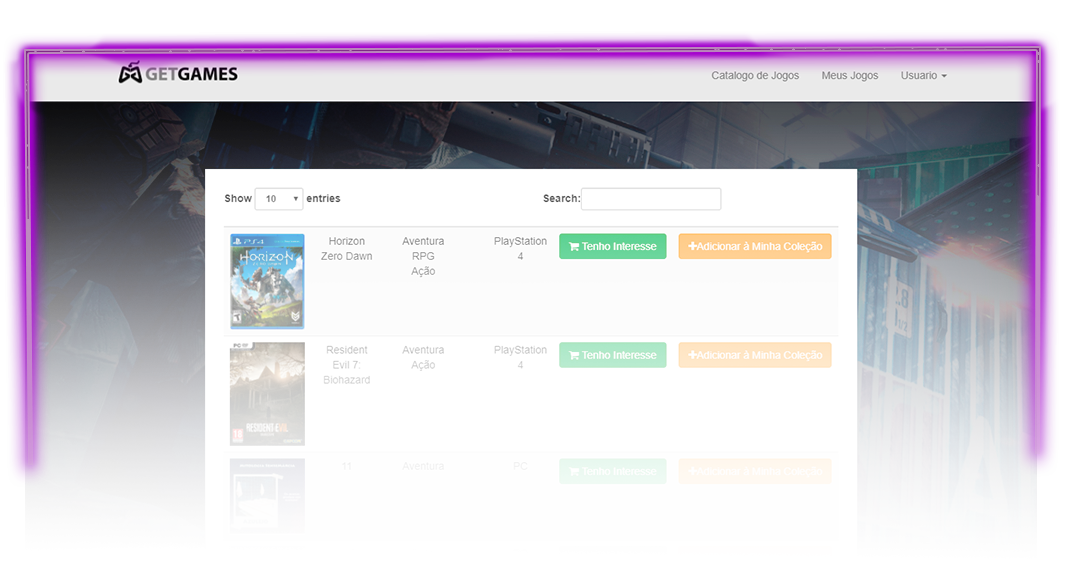 GETGAMES
Catalogo de Jogos Meus Jogos Usuario
Show 10 entries Search:
PS4
HORIZON
Horizon
Zero Dawn
Aventura
RPG
Ação
PlayStation
4
Tenho Interesse
Adicionar à Minha Coleção
PC
RESIDENT EVIL
Resident
Evil 7:
Biohazard
Aventura
Ação
PlayStation
4
Tenho Interesse
Adicionar à Minha Coleção
11
Aventura
PC
Tenho Interesse
Adicionar à Minha Coleção